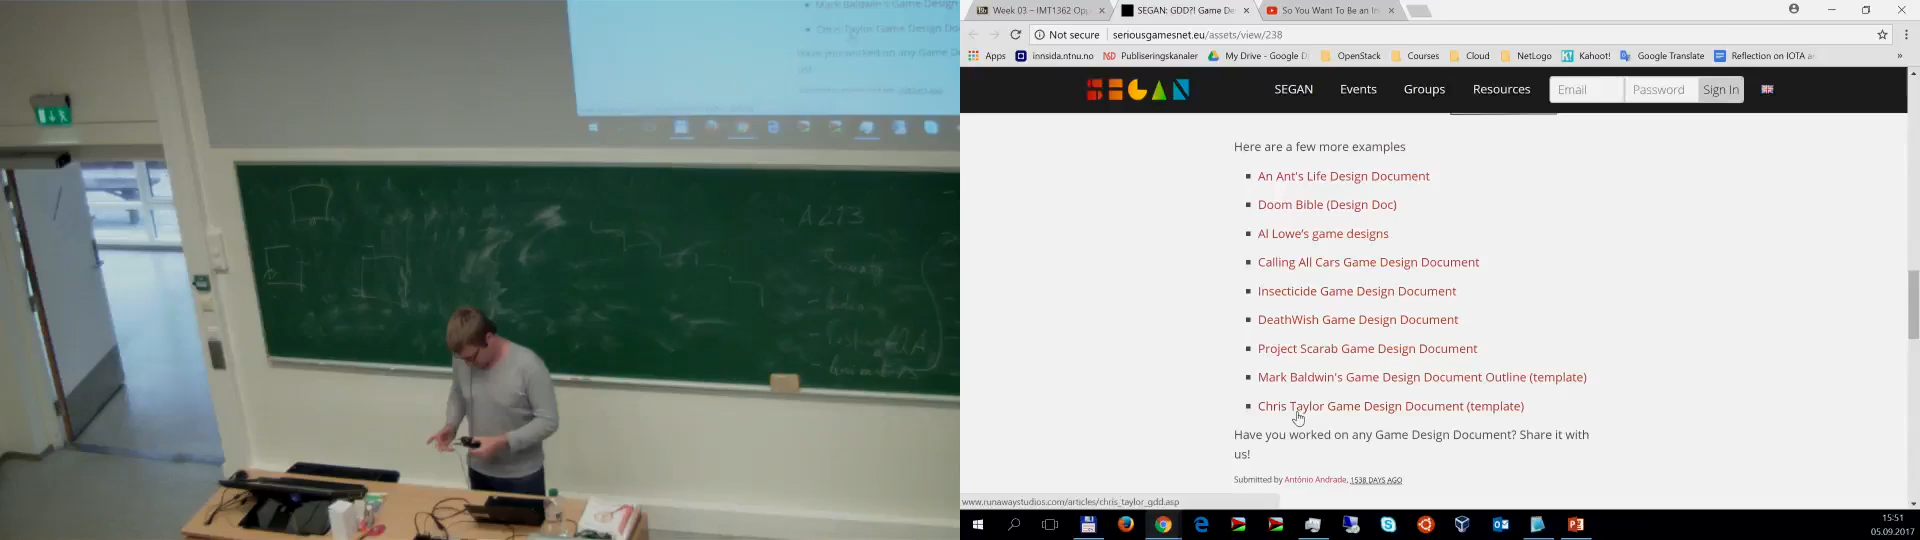 Mark Baldwin's Game Design
Chris Taylor Game Design Do
Have you worked on any Game D
us!
A213
Week 03 – IMT1362 Op
SEGAN: GDD?! Game De
So You Want To Be an In
Not secure
seriousgamesnet.eu/assets/view/238
Apps
innsida.ntnu.no
Publiseringskanaler
My Drive - Google D
OpenStack
Courses
Cloud
NetLogo
Kahoot!
Google Translate
Reflection on IOTA a
»
SEGAN
SEGAN
Events
Groups
Resources
Email
Password
Sign In
Here are a few more examples
An Ant's Life Design Document
Doom Bible (Design Doc)
Al Lowe's game designs
Calling All Cars Game Design Document
Insecticide Game Design Document
DeathWish Game Design Document
Project Scarab Game Design Document
Mark Baldwin's Game Design Document Outline (template)
Chris Taylor Game Design Document (template)
Have you worked on any Game Design Document? Share it with
us!
Submitted by António Andrade, 1538 DAYS AGO
www.runawaystudios.com/articles/chris_taylor_gdd.asp
15:51
05.09.2017